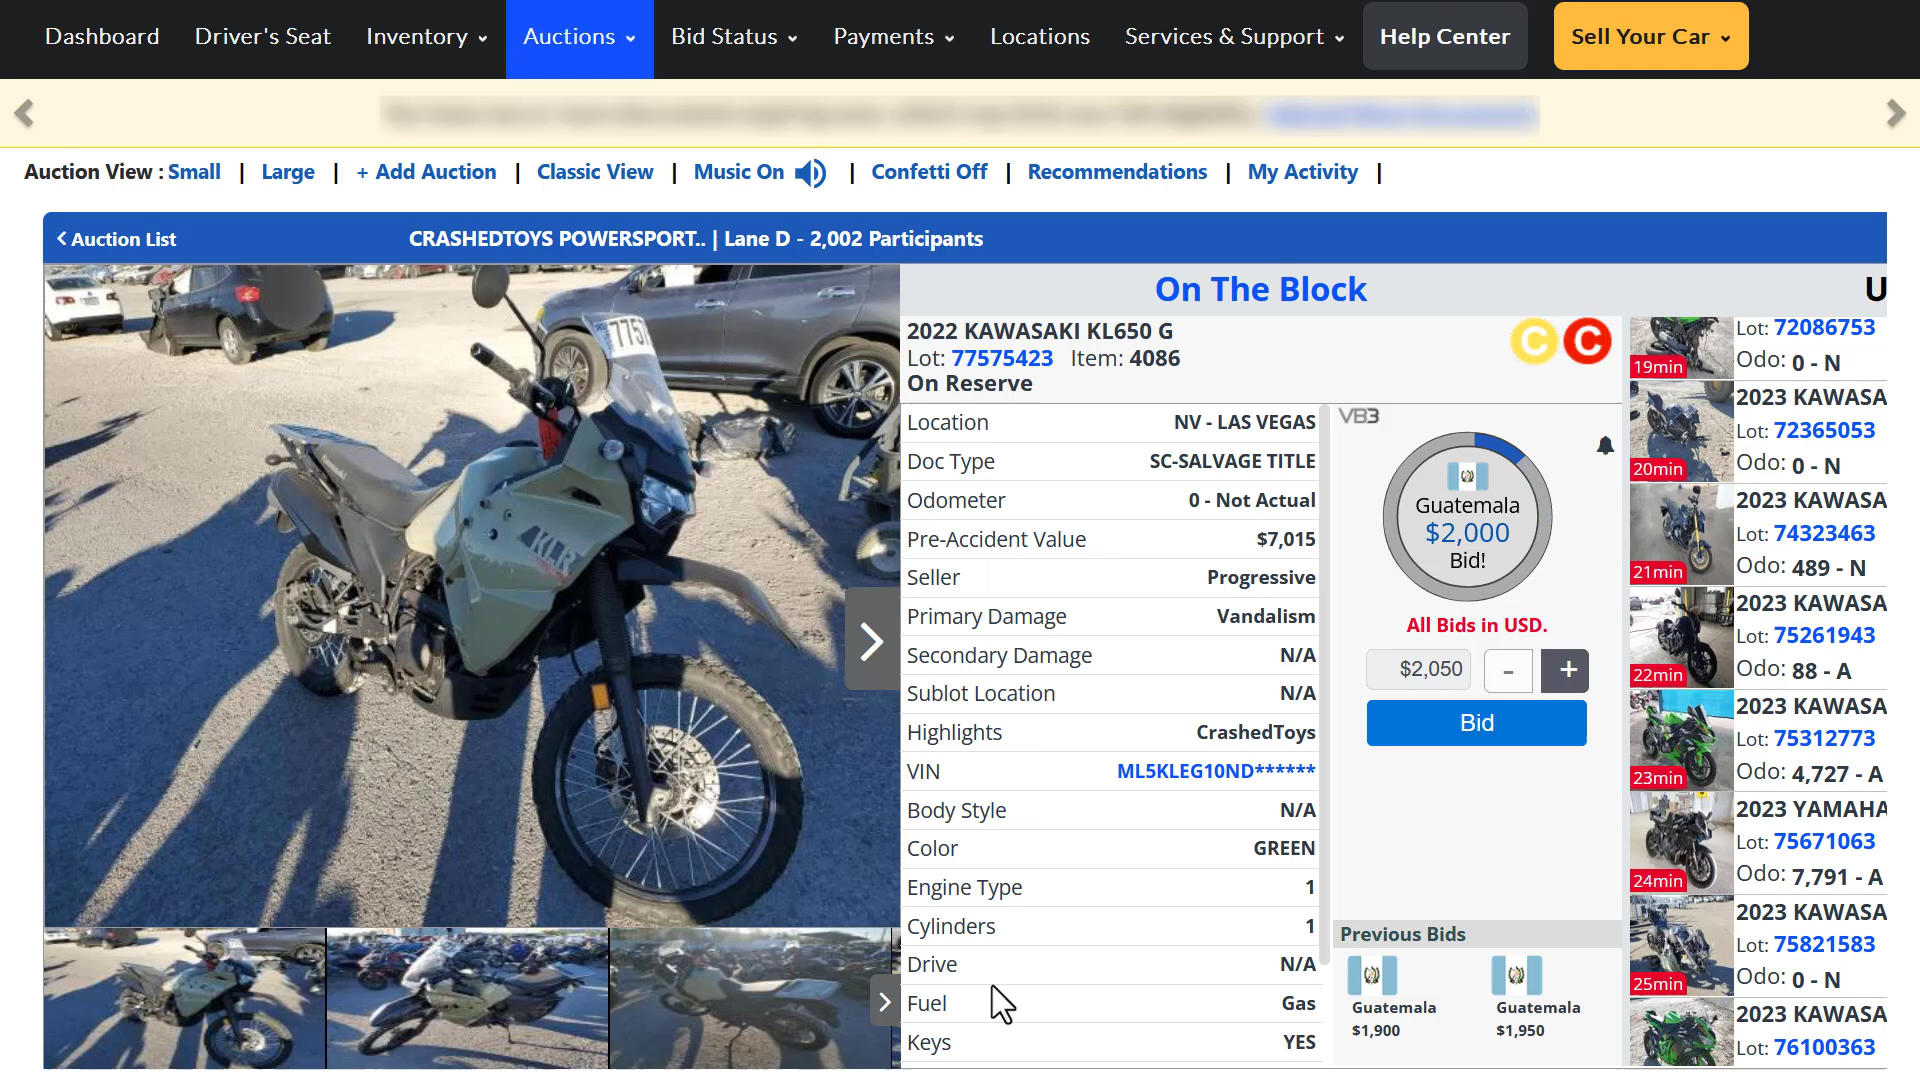 Dashboard
Driver's Seat
Inventory
Auctions
Bid Status
Payments
Locations
Services & Support
Help Center
Sell Your Car
Auction View : Small | Large | + Add Auction | Classic View | Music On | Confetti Off | Recommendations | My Activity |
Auction List
CRASHEDTOYS POWERSPORT.. | Lane D - 2,002 Participants
On The Block
U
2022 KAWASAKI KL650 G
Lot: 77575423 Item: 4086
On Reserve
C C
Location NV - LAS VEGAS
Doc Type SC-SALVAGE TITLE
Odometer 0 - Not Actual
Pre-Accident Value $7,015
Seller Progressive
Primary Damage Vandalism
Secondary Damage N/A
Sublot Location N/A
Highlights CrashedToys
VIN ML5KLEG10ND******
Body Style N/A
Color GREEN
Engine Type 1
Cylinders 1
Drive N/A
Fuel Gas
Keys YES
VB3
Guatemala
$2,000
Bid!
All Bids in USD.
$2,050 - +
Bid
Previous Bids
Guatemala
$1,900
Guatemala
$1,950
Lot: 72086753
Odo: 0 - N
19min
2023 KAWASA
Lot: 72365053
Odo: 0 - N
20min
2023 KAWASA
Lot: 74323463
Odo: 489 - N
21min
2023 KAWASA
Lot: 75261943
Odo: 88 - A
22min
2023 KAWASA
Lot: 75312773
Odo: 4,727 - A
23min
2023 YAMAHA
Lot: 75671063
Odo: 7,791 - A
24min
2023 KAWASA
Lot: 75821583
Odo: 0 - N
25min
2023 KAWASA
Lot: 76100363
KLR